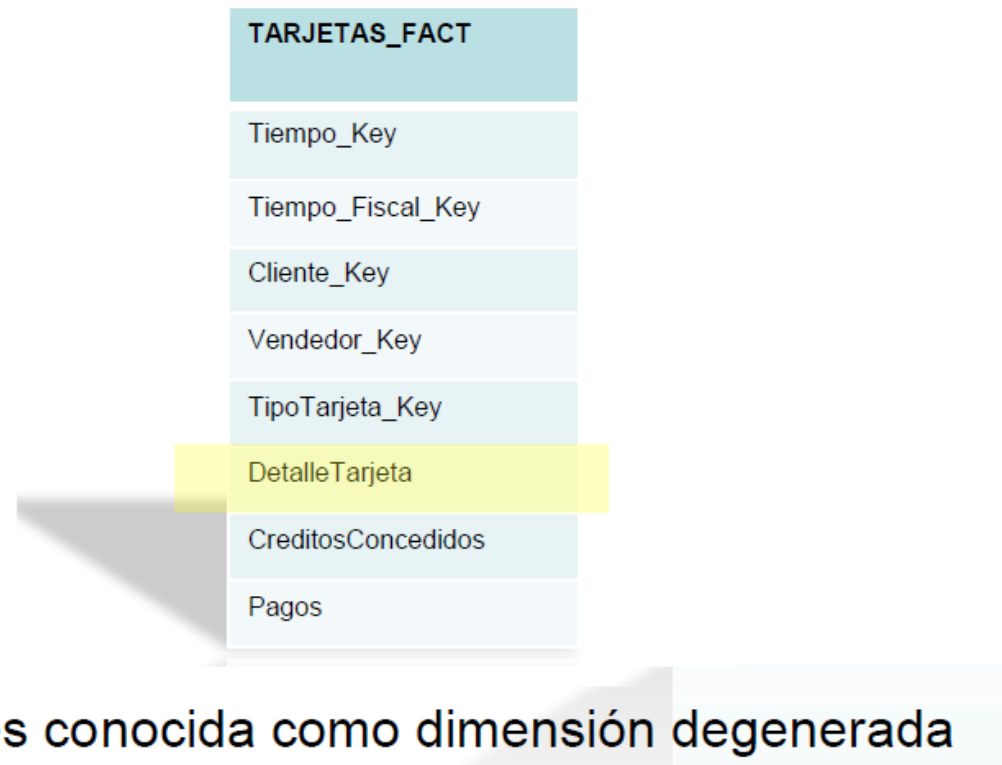 TARJETAS_FACT
Tiempo_Key
Tiempo_Fiscal_Key
Cliente_Key
Vendedor_Key
TipoTarjeta_Key
DetalleTarjeta
CreditosConcedidos
Pagos
s conocida como dimensión degenerada